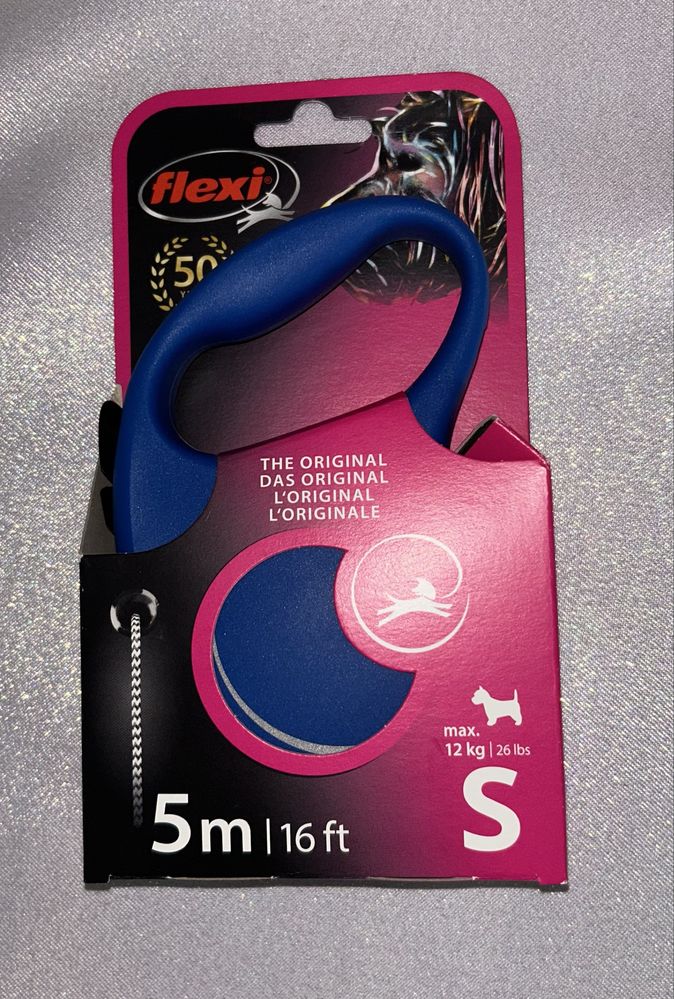 flexi®
50
THE ORIGINAL
DAS ORIGINAL
L'ORIGINAL
L'ORIGINALE
max.
12 kg | 26 lbs
S
5 m | 16 ft